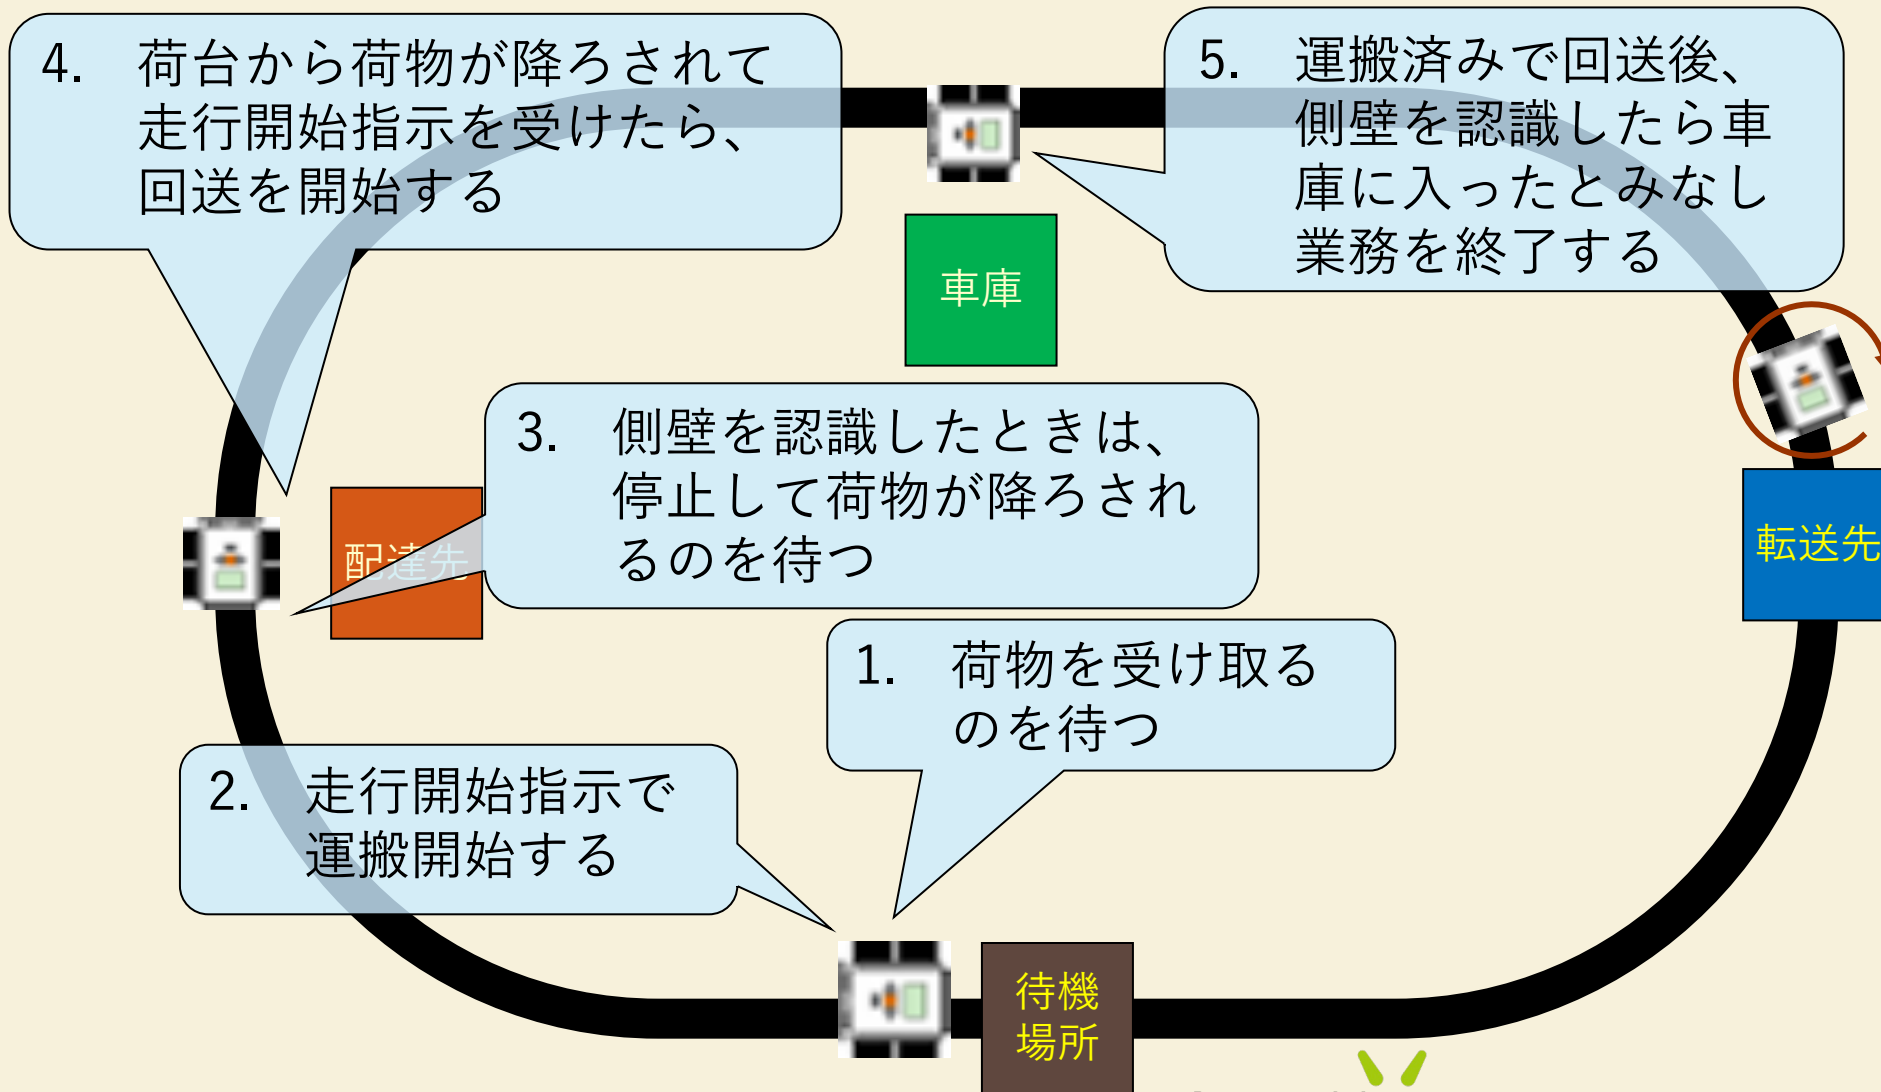 4. 荷台から荷物が降ろされて
走行開始指示を受けたら、
回送を開始する
5. 運搬済みで回送後、
側壁を認識したら車
庫に入ったとみなし
業務を終了する
車庫
3. 側壁を認識したときは、
停止して荷物が降ろされ
るのを待つ
配達先
転送先
1. 荷物を受け取る
のを待つ
2. 走行開始指示で
運搬開始する
待機
場所